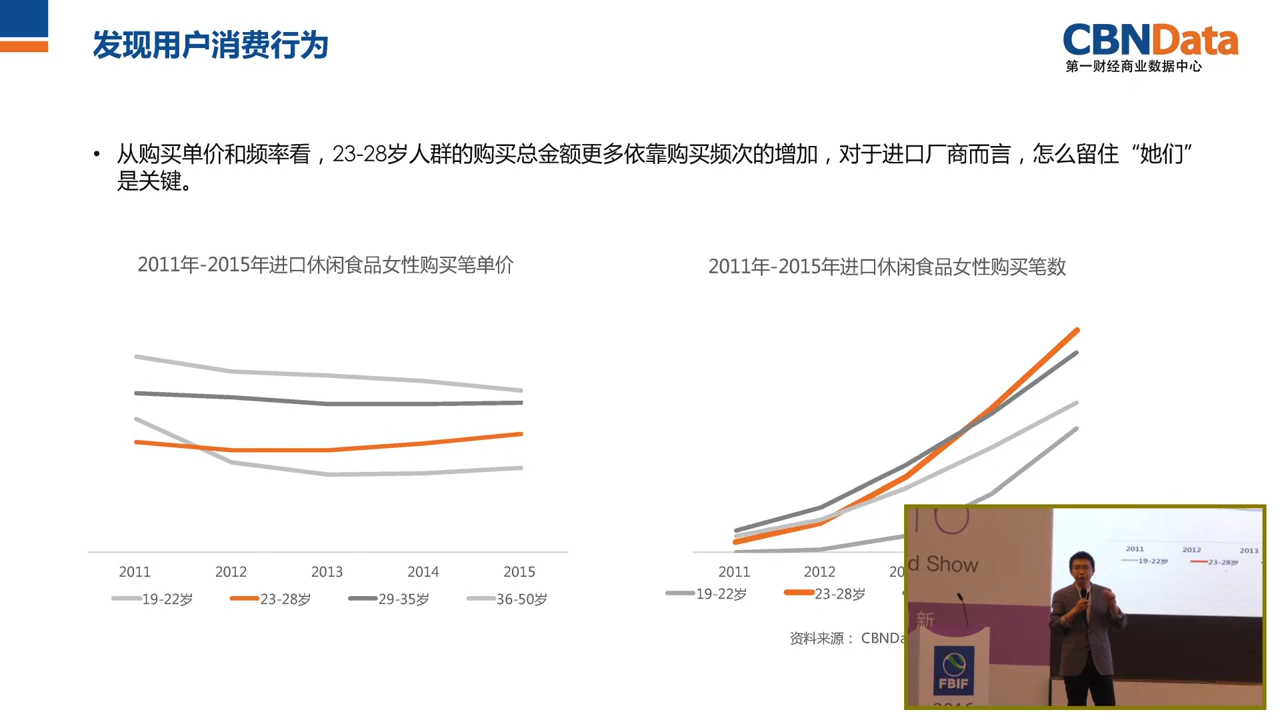 发现用户消费行为
CBNData
第一财经商业数据中心
• 从购买单价和频率看，23-28岁人群的购买总金额更多依靠购买频次的增加，对于进口厂商而言，怎么留住“她们”
是关键。
2011年-2015年进口休闲食品女性购买笔单价
2011 2012 2013 2014 2015
19-22岁 23-28岁 29-35岁 36-50岁
2011年-2015年进口休闲食品女性购买笔数
2011 2012 20
19-22岁 23-28岁
资料来源： CBNDa
d Show
新
FBIF
2016
2011 2012 2013
19-22岁 23-28岁